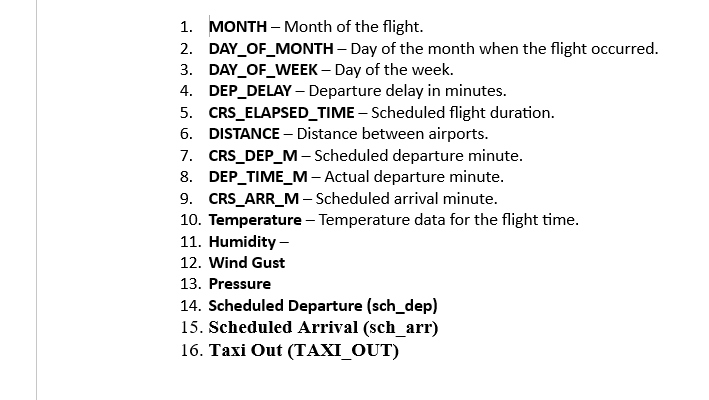 1. MONTH – Month of the flight.
2. DAY_OF_MONTH – Day of the month when the flight occurred.
3. DAY_OF_WEEK – Day of the week.
4. DEP_DELAY – Departure delay in minutes.
5. CRS_ELAPSED_TIME – Scheduled flight duration.
6. DISTANCE – Distance between airports.
7. CRS_DEP_M – Scheduled departure minute.
8. DEP_TIME_M – Actual departure minute.
9. CRS_ARR_M – Scheduled arrival minute.
10. Temperature – Temperature data for the flight time.
11. Humidity –
12. Wind Gust
13. Pressure
14. Scheduled Departure (sch_dep)
15. Scheduled Arrival (sch_arr)
16. Taxi Out (TAXI_OUT)